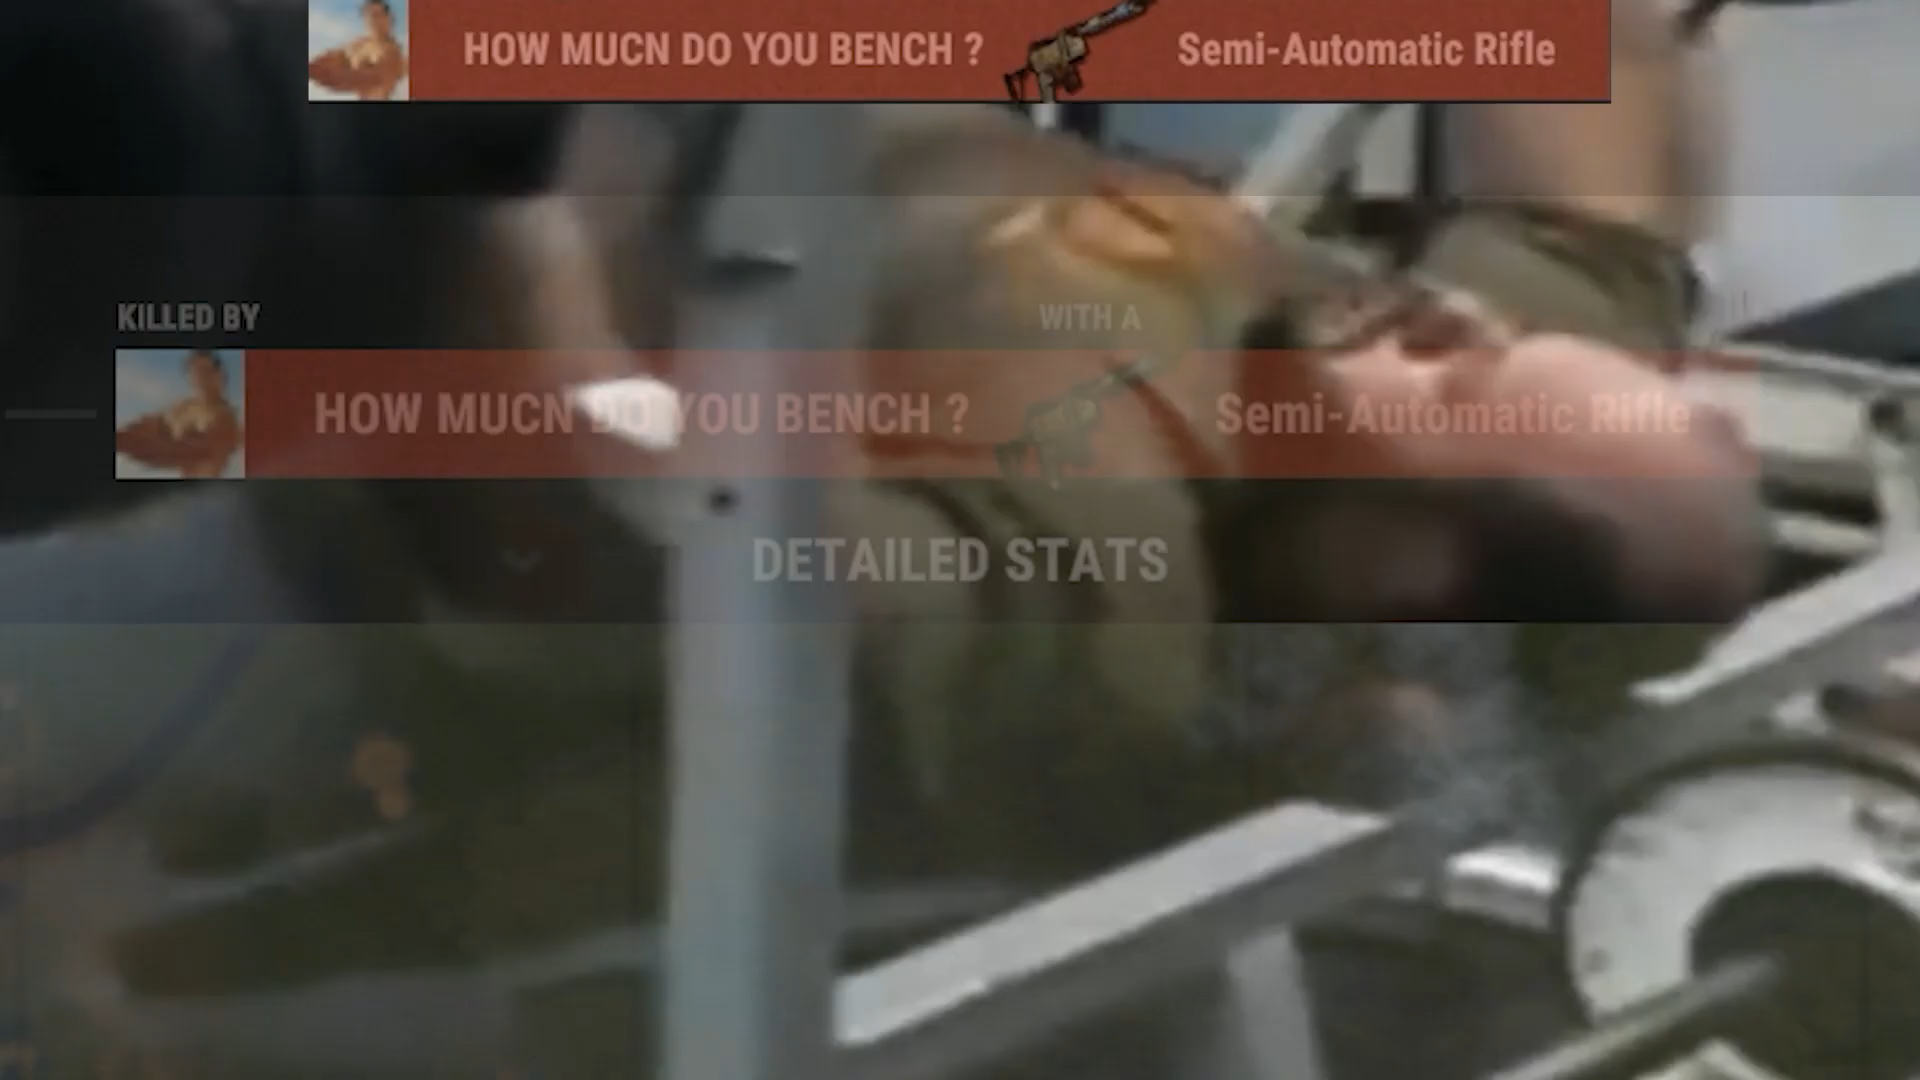 HOW MUCN DO YOU BENCH ? Semi-Automatic Rifle
KILLED BY WITH A
HOW MUCN DO YOU BENCH ? Semi-Automatic Rifle
DETAILED STATS